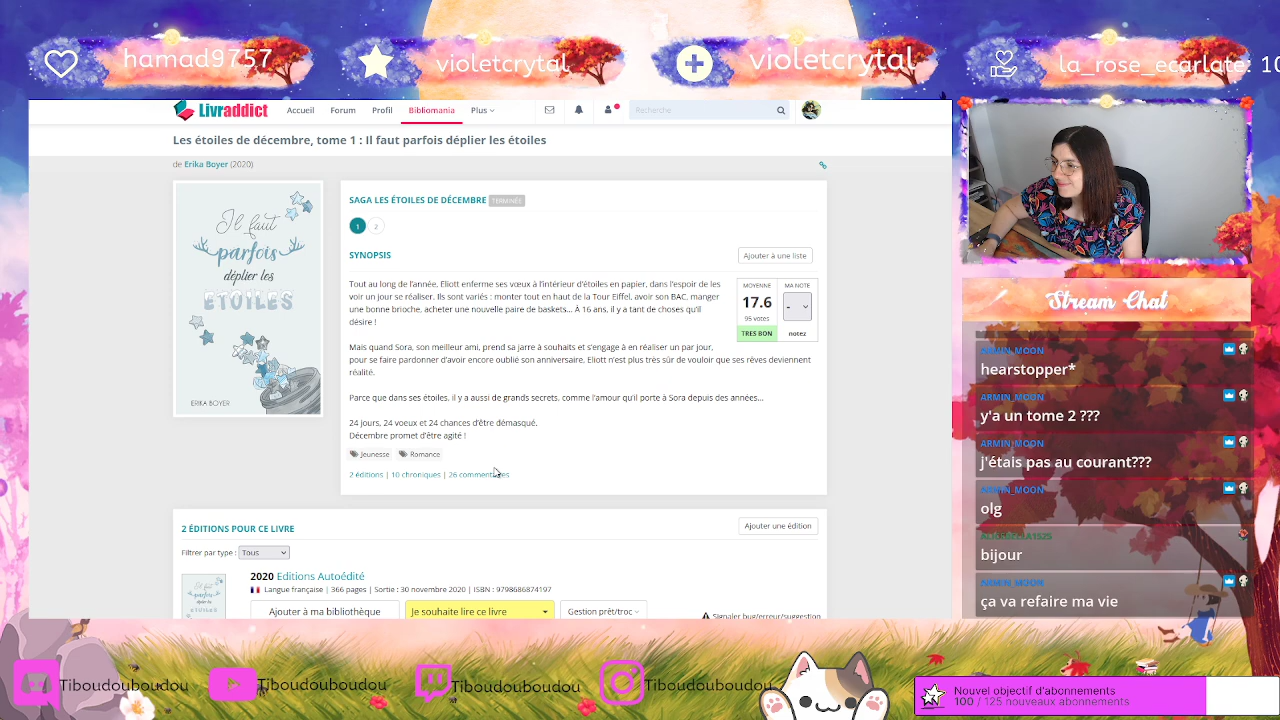 hamad9757
violetcrytal
violetcrytal
la_rose_ecarlate: 10
Livraddict
Accueil
Forum
Profil
Bibliomania
Plus
Recherche
Les étoiles de décembre, tome 1 : Il faut parfois déplier les étoiles
de Erika Boyer (2020)
Il faut
parfois
déplier les
ÉTOILES
ERIKA BOYER
SAGA LES ÉTOILES DE DÉCEMBRE TERMINÉE
1 2
SYNOPSIS
Ajouter à une liste
Tout au long de l'année, Eliott enferme ses vœux à l'intérieur d'étoiles en papier, dans l'espoir de les
voir un jour se réaliser. Ils sont variés : monter tout en haut de la Tour Eiffel, avoir son BAC, manger
une bonne brioche, acheter une nouvelle paire de baskets... À 16 ans, il y a tant de choses qu'il
désire !
MOYENNE
17.6
95 votes
TRES BON
MA NOTE
-
notez
Mais quand Sora, son meilleur ami, prend sa jarre à souhaits et s'engage à en réaliser un par jour,
pour se faire pardonner d'avoir encore oublié son anniversaire, Eliott n'est plus très sûr de vouloir que ses rêves deviennent
réalité.
Parce que dans ses étoiles, il y a aussi de grands secrets, comme l'amour qu'il porte à Sora depuis des années...
24 jours, 24 voeux et 24 chances d'être démasqué.
Décembre promet d'être agité !
Jeunesse Romance
2 éditions | 10 chroniques | 26 commentaires
2 ÉDITIONS POUR CE LIVRE
Ajouter une édition
Filtrer par type : Tous
2020 Editions Autoédité
Langue française | 366 pages | Sortie : 30 novembre 2020 | ISBN : 9798686874197
Ajouter à ma bibliothèque
Je souhaite lire ce livre
Gestion prêt/troc
Signaler bug/erreur/suggestion
Stream Chat
ARMIN_MOON
hearstopper*
ARMIN_MOON
y'a un tome 2 ???
ARMIN_MOON
j'étais pas au courant???
ARMIN_MOON
olg
bijour
ARMIN_MOON
ça va refaire ma vie
Tiboudouboudou
Tiboudouboudou
Tiboudouboudou
Tiboudouboudou
Nouvel objectif d'abonnements
100 / 125 nouveaux abonnements